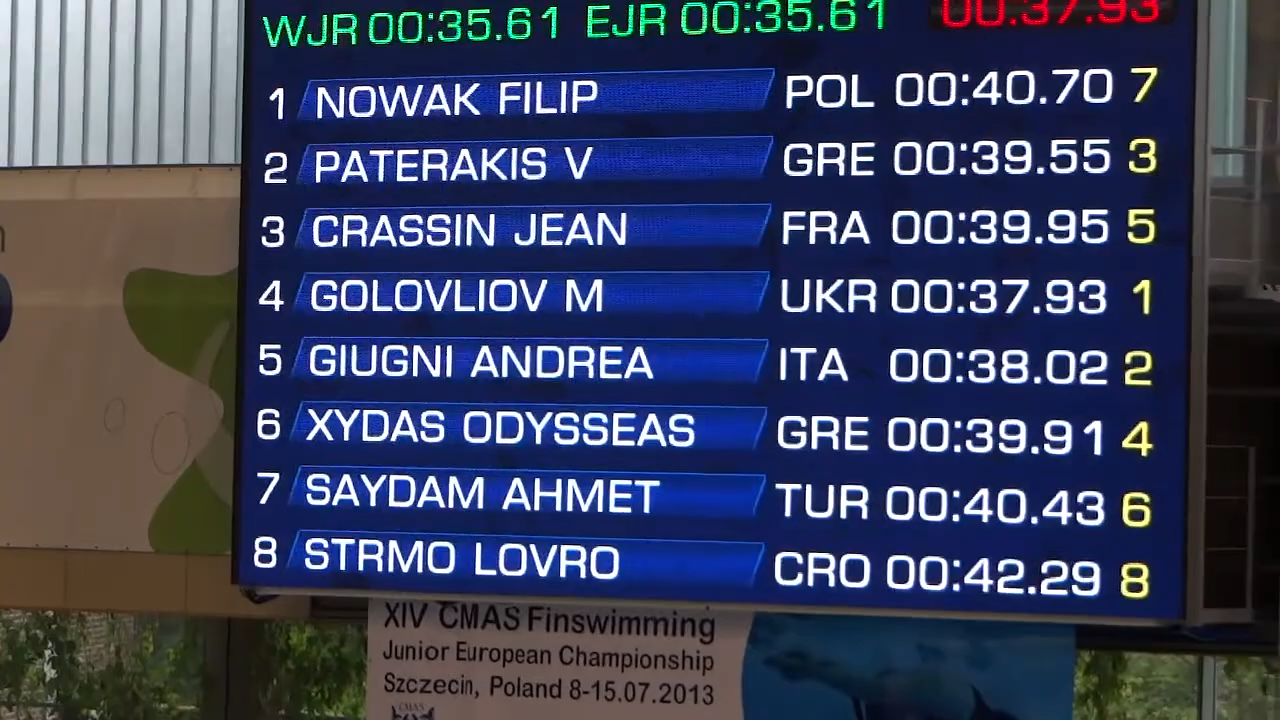 WJR 00:35.61 EJR 00:35.61 00:37.93
1 NOWAK FILIP POL 00:40.70 7
2 PATERAKIS V GRE 00:39.55 3
3 CRASSIN JEAN FRA 00:39.95 5
4 GOLOVLIOV M UKR 00:37.93 1
5 GIUGNI ANDREA ITA 00:38.02 2
6 XYDAS ODYSSEAS GRE 00:39.91 4
7 SAYDAM AHMET TUR 00:40.43 6
8 STRMO LOVRO CRO 00:42.29 8
XIV CMAS Finswimming
Junior European Championship
Szczecin, Poland 8-15.07.2013
CMAS